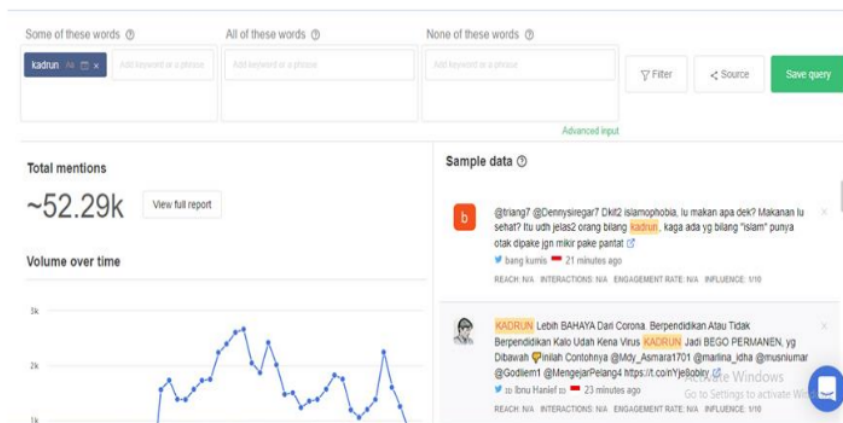 Some of these words
All of these words
None of these words
kadrun Aa x
Add keyword or a phrase
Add keyword or a phrase
Add keyword or a phrase
Filter
Source
Save query
Advanced input
Total mentions
~52.29k
View full report
Volume over time
3k
2k
1k
Sample data
b
@triang7 @Dennysiregar7 Dkit2 islamophobia, lu makan apa dek? Makanan lu
sehat? Itu udh jelas2 orang bilang kadrun, kaga ada yg bilang "islam" punya
otak dipake jgn mikir pake pantat
bang kumis 21 minutes ago
REACH: N/A INTERACTIONS: N/A ENGAGEMENT RATE: N/A INFLUENCE: 1/10
KADRUN Lebih BAHAYA Dari Corona. Berpendidikan Atau Tidak
Berpendidikan Kalo Udah Kena Virus KADRUN Jadi BEGO PERMANEN, yg
Dibawah Inilah Contohnya @Mdy_Asmara1701 @marlina_idha @musniumar
@Godliem1 @MengejarPelang4
Ibnu Hanief 23 minutes ago
REACH: N/A INTERACTIONS: N/A ENGAGEMENT RATE: N/A INFLUENCE: 1/10
Activate Windows
Go to Settings to activate